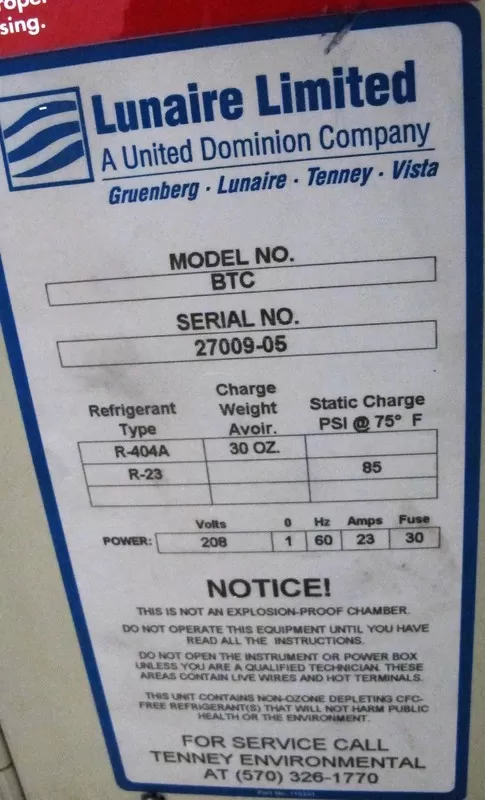 sing.
Lunaire Limited
A United Dominion Company
Gruenberg · Lunaire · Tenney · Vista
MODEL NO.
BTC
SERIAL NO.
27009-05
Refrigerant Type Charge Weight Avoir. Static Charge PSI @ 75° F
R-404A 30 OZ.
R-23 85
Volts 0 Hz Amps Fuse
POWER: 208 1 60 23 30
NOTICE!
THIS IS NOT AN EXPLOSION-PROOF CHAMBER.
DO NOT OPERATE THIS EQUIPMENT UNTIL YOU HAVE
READ ALL THE INSTRUCTIONS.
DO NOT OPEN THE INSTRUMENT OR POWER BOX
UNLESS YOU ARE A QUALIFIED TECHNICIAN. THESE
AREAS CONTAIN LIVE WIRES AND HOT TERMINALS.
THIS UNIT CONTAINS NON-OZONE DEPLETING CFC-
FREE REFRIGERANT(S) THAT WILL NOT HARM PUBLIC
HEALTH OR THE ENVIRONMENT.
FOR SERVICE CALL
TENNEY ENVIRONMENTAL
AT (570) 326-1770